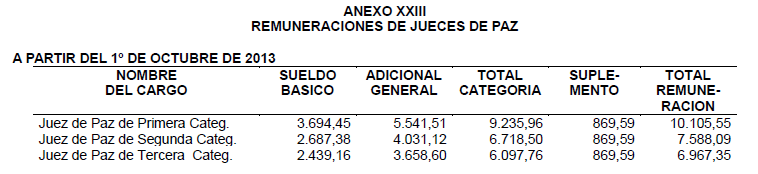 ANEXO XXIII
REMUNERACIONES DE JUECES DE PAZ
A PARTIR DEL 1º DE OCTUBRE DE 2013
NOMBRE SUELDO ADICIONAL TOTAL SUPLE- TOTAL
DEL CARGO BASICO GENERAL CATEGORIA MENTO REMUNE-
RACION
Juez de Paz de Primera Categ. 3.694,45 5.541,51 9.235,96 869,59 10.105,55
Juez de Paz de Segunda Categ. 2.687,38 4.031,12 6.718,50 869,59 7.588,09
Juez de Paz de Tercera Categ. 2.439,16 3.658,60 6.097,76 869,59 6.967,35